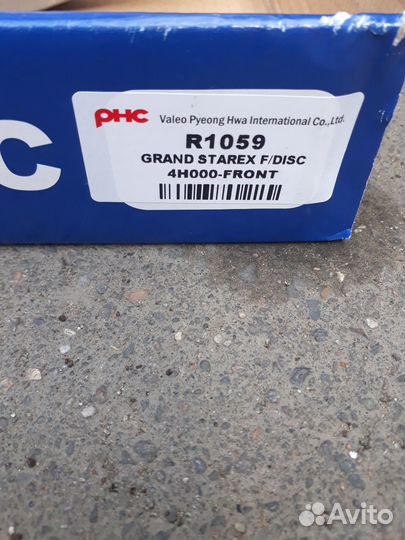 C
PHC Valeo Pyeong Hwa International Co.,Ltd.
R1059
GRAND STAREX F/DISC
4H000-FRONT
Avito